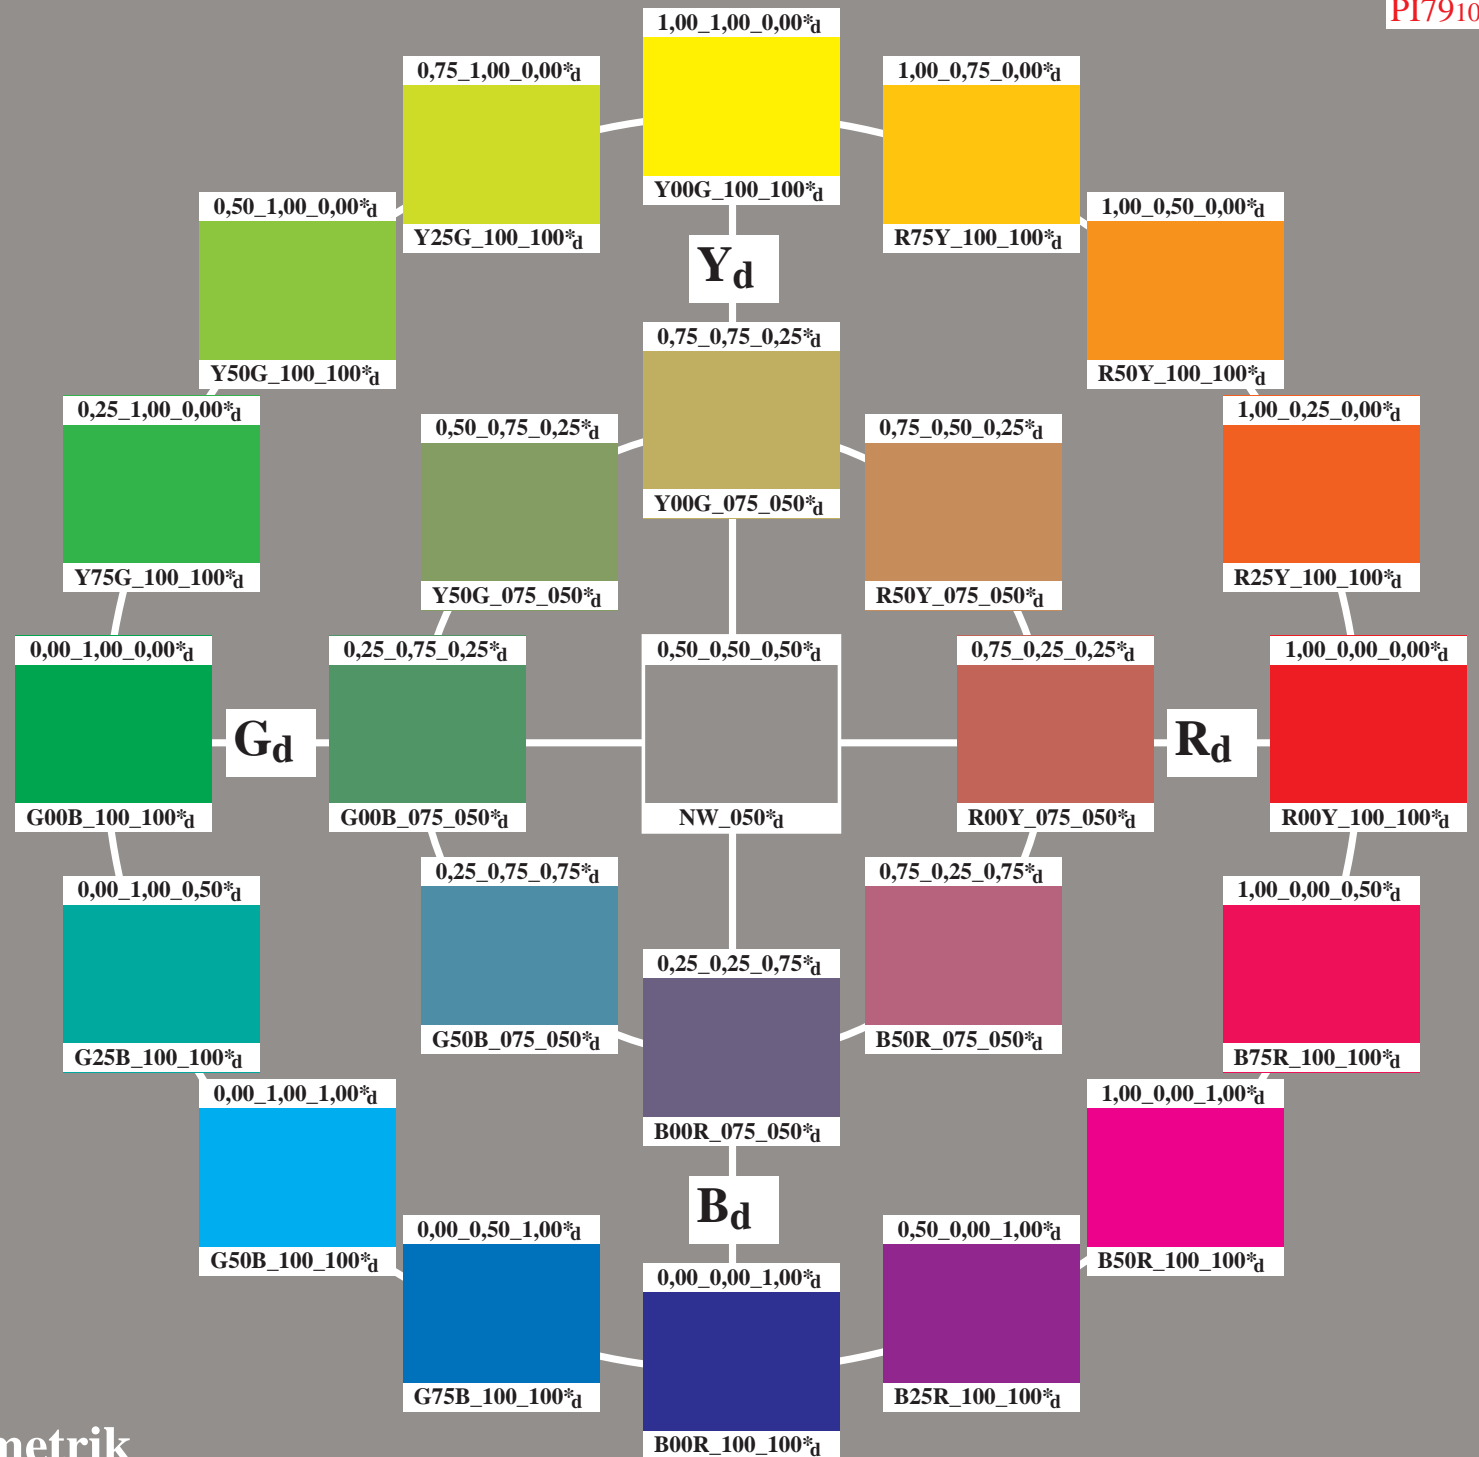 PI7910
1,00_1,00_0,00*d
0,75_1,00_0,00*d
1,00_0,75_0,00*d
Y00G_100_100*d
0,50_1,00_0,00*d
1,00_0,50_0,00*d
Y25G_100_100*d
R75Y_100_100*d
Yd
0,75_0,75_0,25*d
Y50G_100_100*d
R50Y_100_100*d
0,25_1,00_0,00*d
1,00_0,25_0,00*d
0,50_0,75_0,25*d
0,75_0,50_0,25*d
Y00G_075_050*d
Y75G_100_100*d
R25Y_100_100*d
Y50G_075_050*d
R50Y_075_050*d
0,00_1,00_0,00*d
0,25_0,75_0,25*d
0,50_0,50_0,50*d
0,75_0,25_0,25*d
1,00_0,00_0,00*d
Gd
Rd
G00B_100_100*d
G00B_075_050*d
NW_050*d
R00Y_075_050*d
R00Y_100_100*d
0,25_0,75_0,75*d
0,75_0,25_0,75*d
0,00_1,00_0,50*d
1,00_0,00_0,50*d
0,25_0,25_0,75*d
G50B_075_050*d
B50R_075_050*d
G25B_100_100*d
B75R_100_100*d
0,00_1,00_1,00*d
1,00_0,00_1,00*d
B00R_075_050*d
Bd
0,00_0,50_1,00*d
0,50_0,00_1,00*d
G50B_100_100*d
B50R_100_100*d
0,00_0,00_1,00*d
G75B_100_100*d
B25R_100_100*d
metrik
B00R_100_100*d